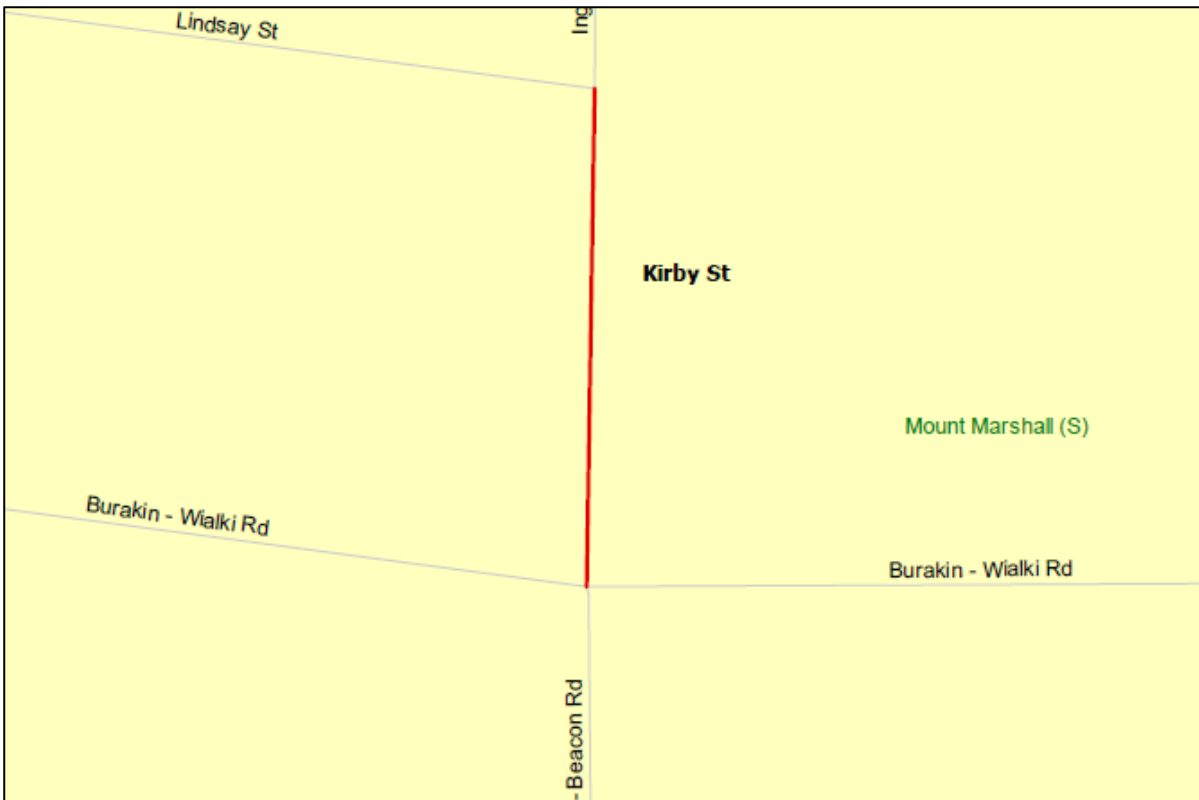 Lindsay St
Ing
Kirby St
Mount Marshall (S)
Burakin - Wialki Rd
Burakin - Wialki Rd
- Beacon Rd